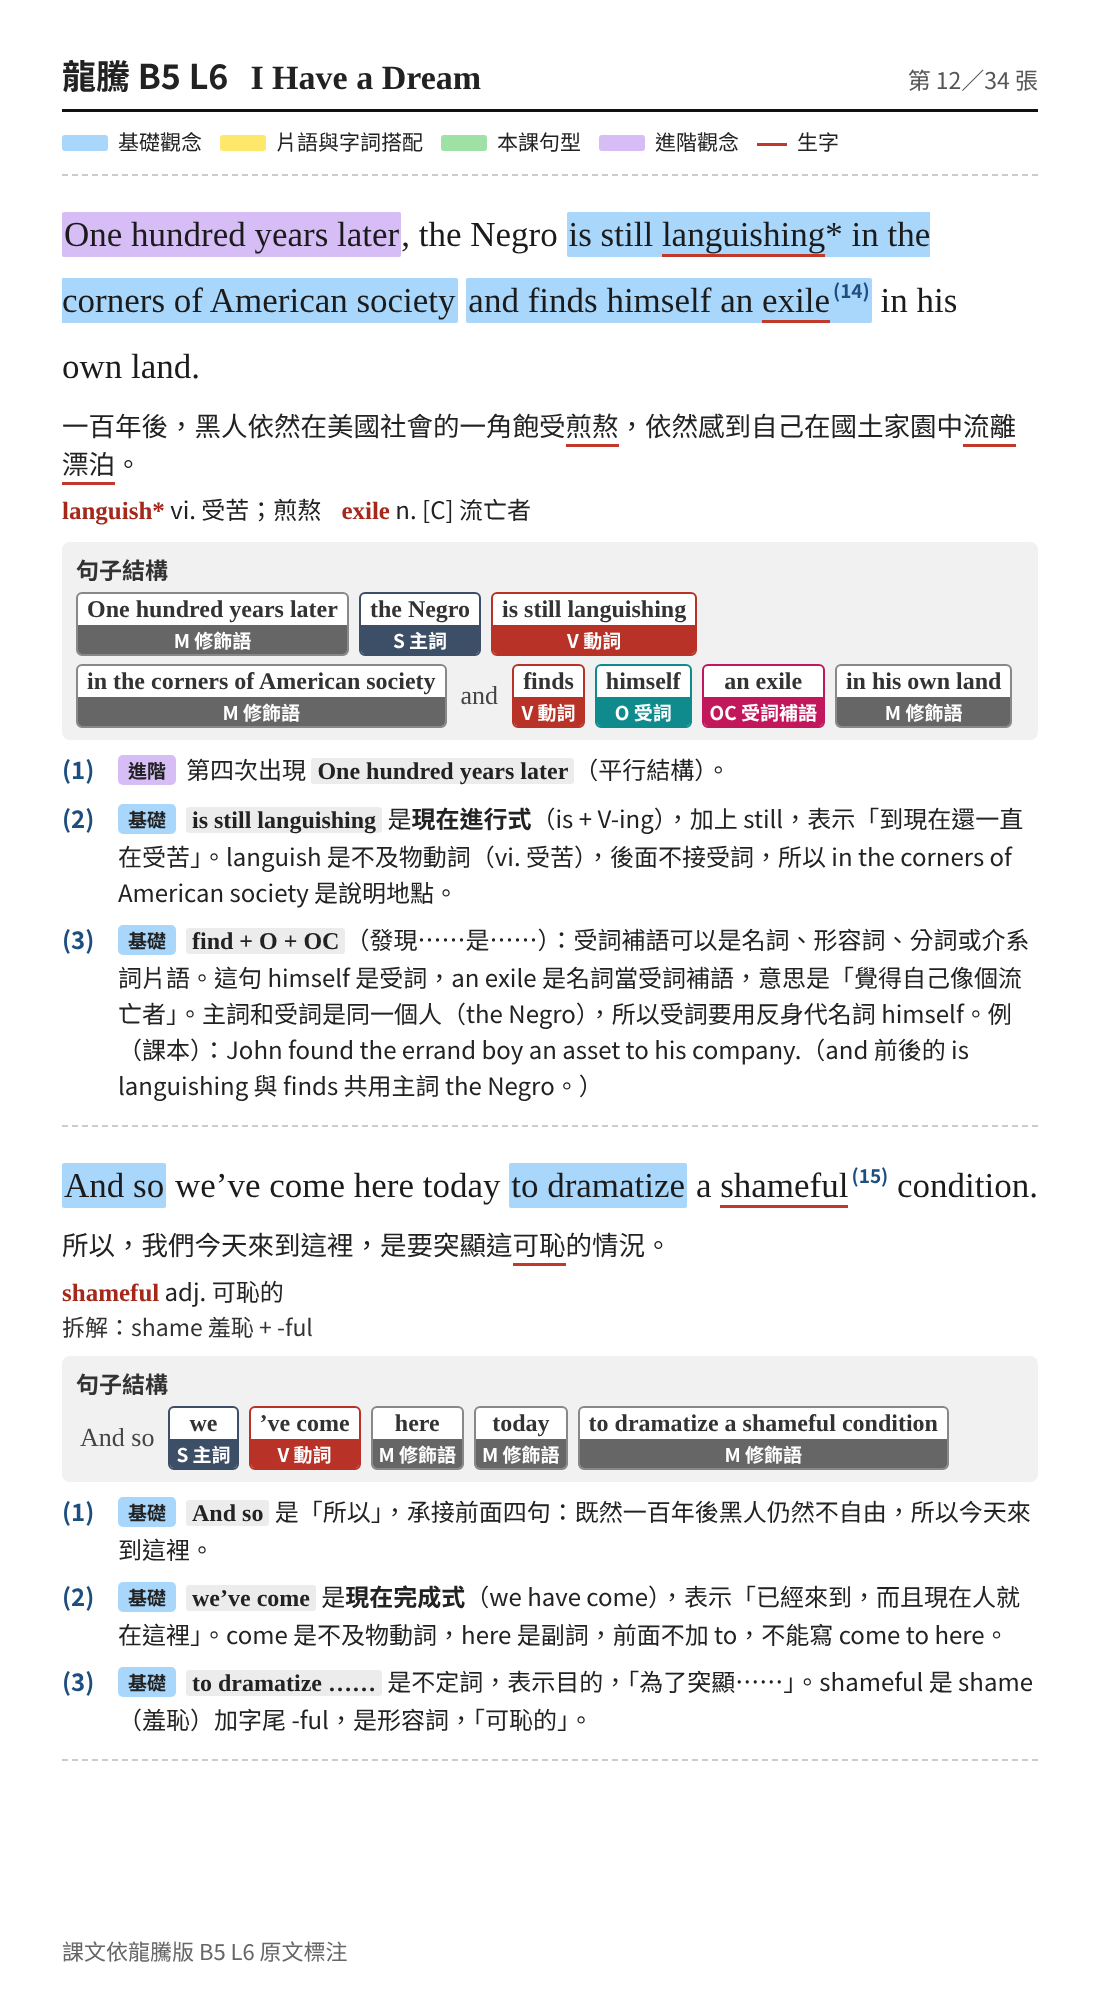 龍騰 B5 L6 I Have a Dream
第 12／34 張
基礎觀念 片語與字詞搭配 本課句型 進階觀念 生字
One hundred years later, the Negro is still languishing* in the
corners of American society and finds himself an exile(14) in his
own land.
一百年後，黑人依然在美國社會的一角飽受煎熬，依然感到自己在國土家園中流離
漂泊。
languish* vi. 受苦；煎熬 exile n. [C] 流亡者
句子結構
One hundred years later the Negro is still languishing
M 修飾語 S 主詞 V 動詞
in the corners of American society and finds himself an exile in his own land
M 修飾語 V 動詞 O 受詞 OC 受詞補語 M 修飾語
(1) 進階 第四次出現 One hundred years later（平行結構）。
(2) 基礎 is still languishing 是現在進行式（is + V-ing），加上 still，表示「到現在還一直
在受苦」。languish 是不及物動詞（vi. 受苦），後面不接受詞，所以 in the corners of
American society 是說明地點。
(3) 基礎 find + O + OC（發現……是……）：受詞補語可以是名詞、形容詞、分詞或介系
詞片語。這句 himself 是受詞，an exile 是名詞當受詞補語，意思是「覺得自己像個流
亡者」。主詞和受詞是同一個人（the Negro），所以受詞要用反身代名詞 himself。例
（課本）：John found the errand boy an asset to his company.（and 前後的 is
languishing 與 finds 共用主詞 the Negro。）
And so we’ve come here today to dramatize a shameful(15) condition.
所以，我們今天來到這裡，是要突顯這可恥的情況。
shameful adj. 可恥的
拆解：shame 羞恥 + -ful
句子結構
And so we ’ve come here today to dramatize a shameful condition
S 主詞 V 動詞 M 修飾語 M 修飾語 M 修飾語
(1) 基礎 And so 是「所以」，承接前面四句：既然一百年後黑人仍然不自由，所以今天來
到這裡。
(2) 基礎 we’ve come 是現在完成式（we have come），表示「已經來到，而且現在人就
在這裡」。come 是不及物動詞，here 是副詞，前面不加 to，不能寫 come to here。
(3) 基礎 to dramatize …… 是不定詞，表示目的，「為了突顯……」。shameful 是 shame
（羞恥）加字尾 -ful，是形容詞，「可恥的」。
課文依龍騰版 B5 L6 原文標注